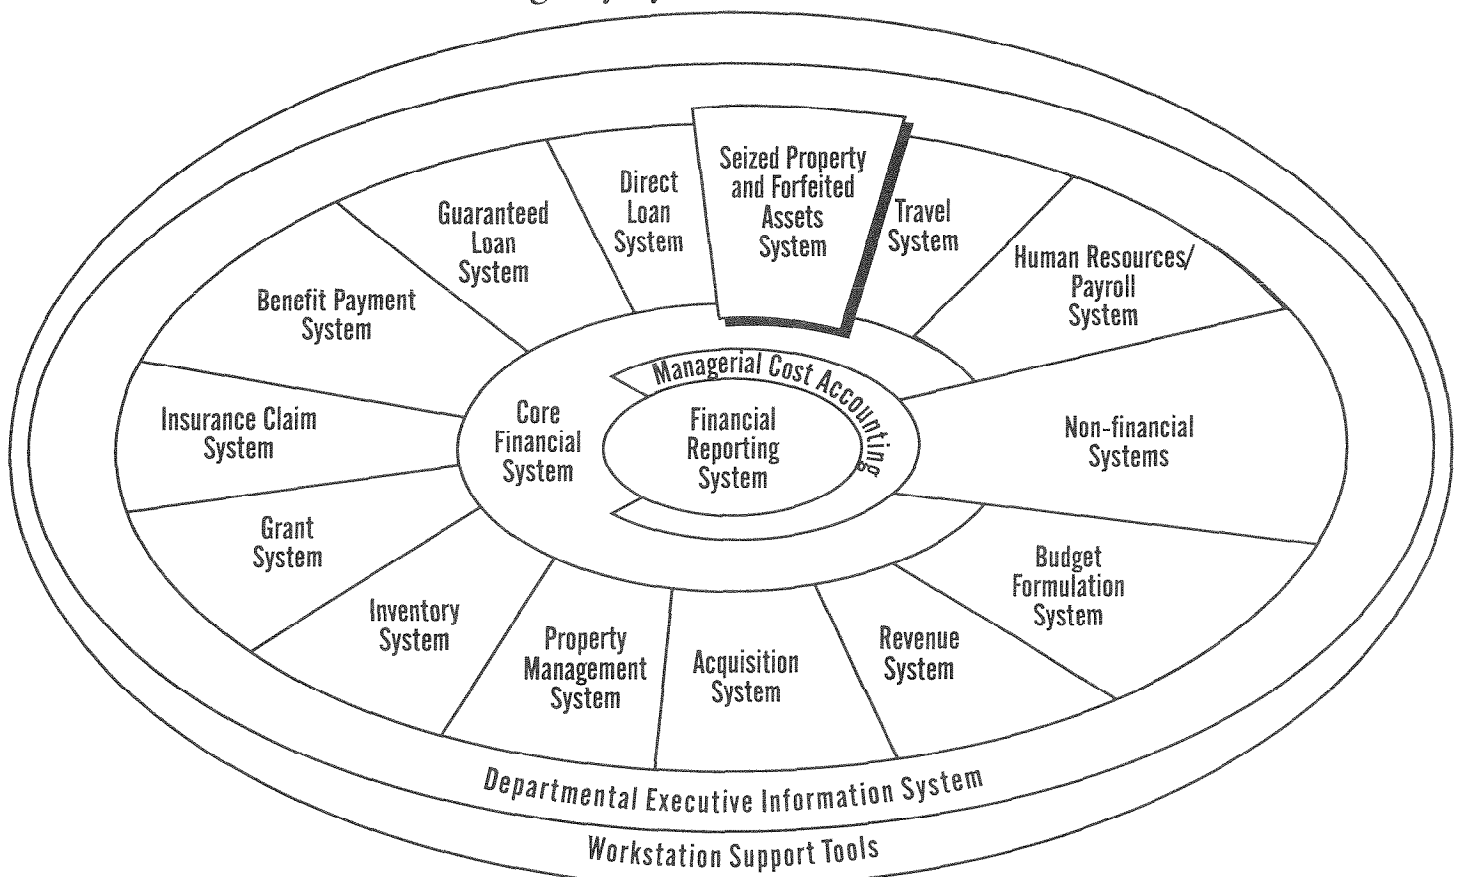 Seized Property
and Forfeited
Assets
System
Travel
System
Human Resources/
Payroll
System
Non-financial
Systems
Budget
Formulation
System
Revenue
System
Acquisition
System
Property
Management
System
Inventory
System
Grant
System
Insurance Claim
System
Benefit Payment
System
Guaranteed
Loan
System
Direct
Loan
System
Core
Financial
System
Managerial Cost Accounting
Financial
Reporting
System
Departmental Executive Information System
Workstation Support Tools